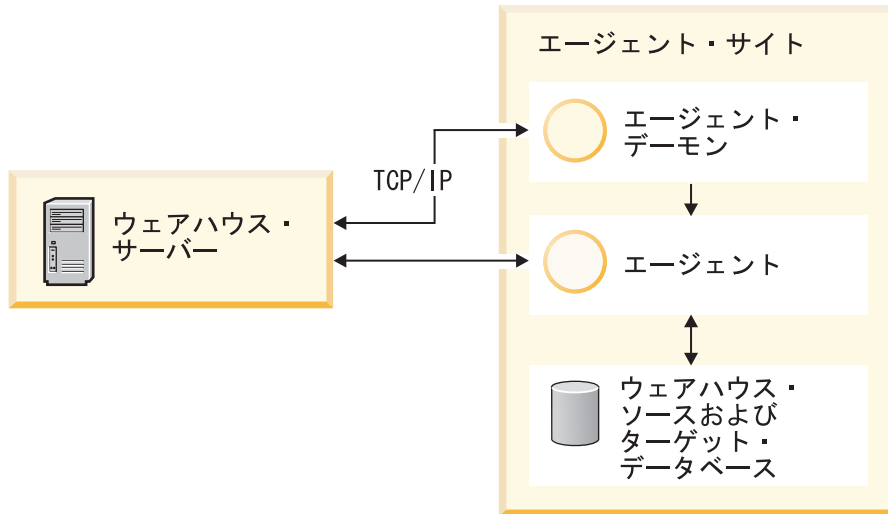 エージェント・サイト
エージェント・
デーモン
TCP/IP
ウェアハウス・
サーバー
エージェント
ウェアハウス・
ソースおよび
ターゲット・
データベース